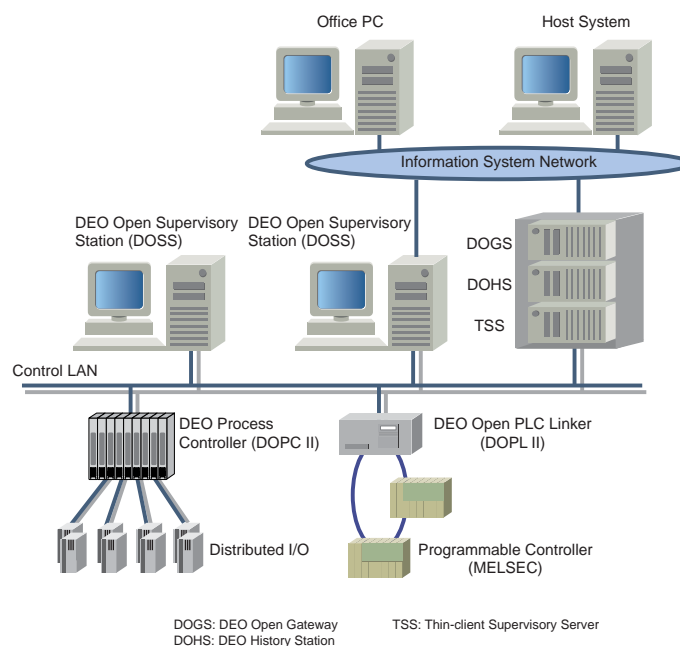 Office PC
Host System
Information System Network
DEO Open Supervisory
Station (DOSS)
DEO Open Supervisory
Station (DOSS)
DOGS
DOHS
TSS
Control LAN
DEO Process
Controller (DOPC II)
DEO Open PLC Linker
(DOPL II)
Distributed I/O
Programmable Controller
(MELSEC)
DOGS: DEO Open Gateway
DOHS: DEO History Station
TSS: Thin-client Supervisory Server